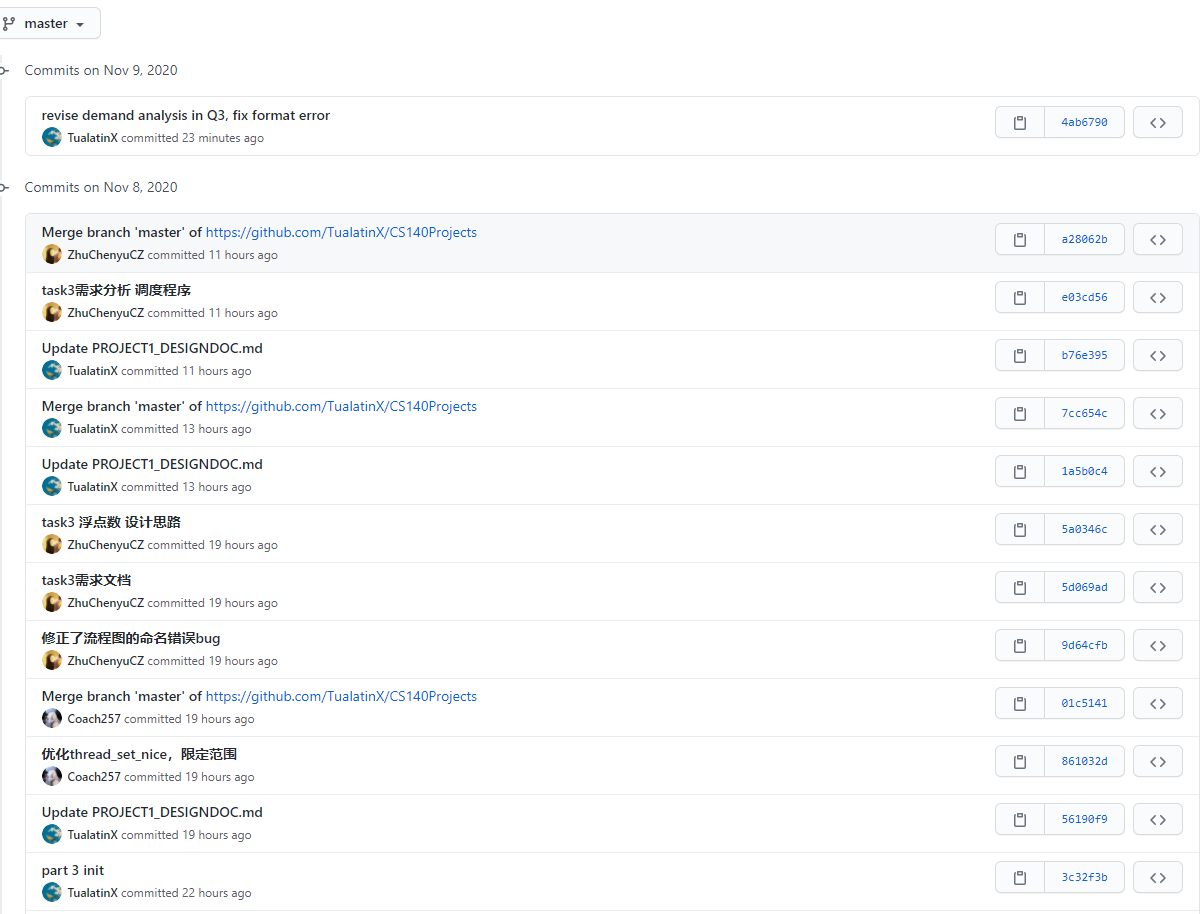 master
Commits on Nov 9, 2020
revise demand analysis in Q3, fix format error
4ab6790
TualatinX committed 23 minutes ago
Commits on Nov 8, 2020
Merge branch 'master' of https://github.com/TualatinX/CS140Projects
a28062b
ZhuChenyuCZ committed 11 hours ago
task3需求分析 调度程序
e03cd56
ZhuChenyuCZ committed 11 hours ago
Update PROJECT1_DESIGNDOC.md
b76e395
TualatinX committed 11 hours ago
Merge branch 'master' of https://github.com/TualatinX/CS140Projects
7cc654c
TualatinX committed 13 hours ago
Update PROJECT1_DESIGNDOC.md
1a5b0c4
TualatinX committed 13 hours ago
task3 浮点数 设计思路
5a0346c
ZhuChenyuCZ committed 19 hours ago
task3需求文档
5d069ad
ZhuChenyuCZ committed 19 hours ago
修正了流程图的命名错误bug
9d64cfb
ZhuChenyuCZ committed 19 hours ago
Merge branch 'master' of https://github.com/TualatinX/CS140Projects
01c5141
Coach257 committed 19 hours ago
优化thread_set_nice，限定范围
861032d
Coach257 committed 19 hours ago
Update PROJECT1_DESIGNDOC.md
56190f9
TualatinX committed 19 hours ago
part 3 init
3c32f3b
TualatinX committed 22 hours ago